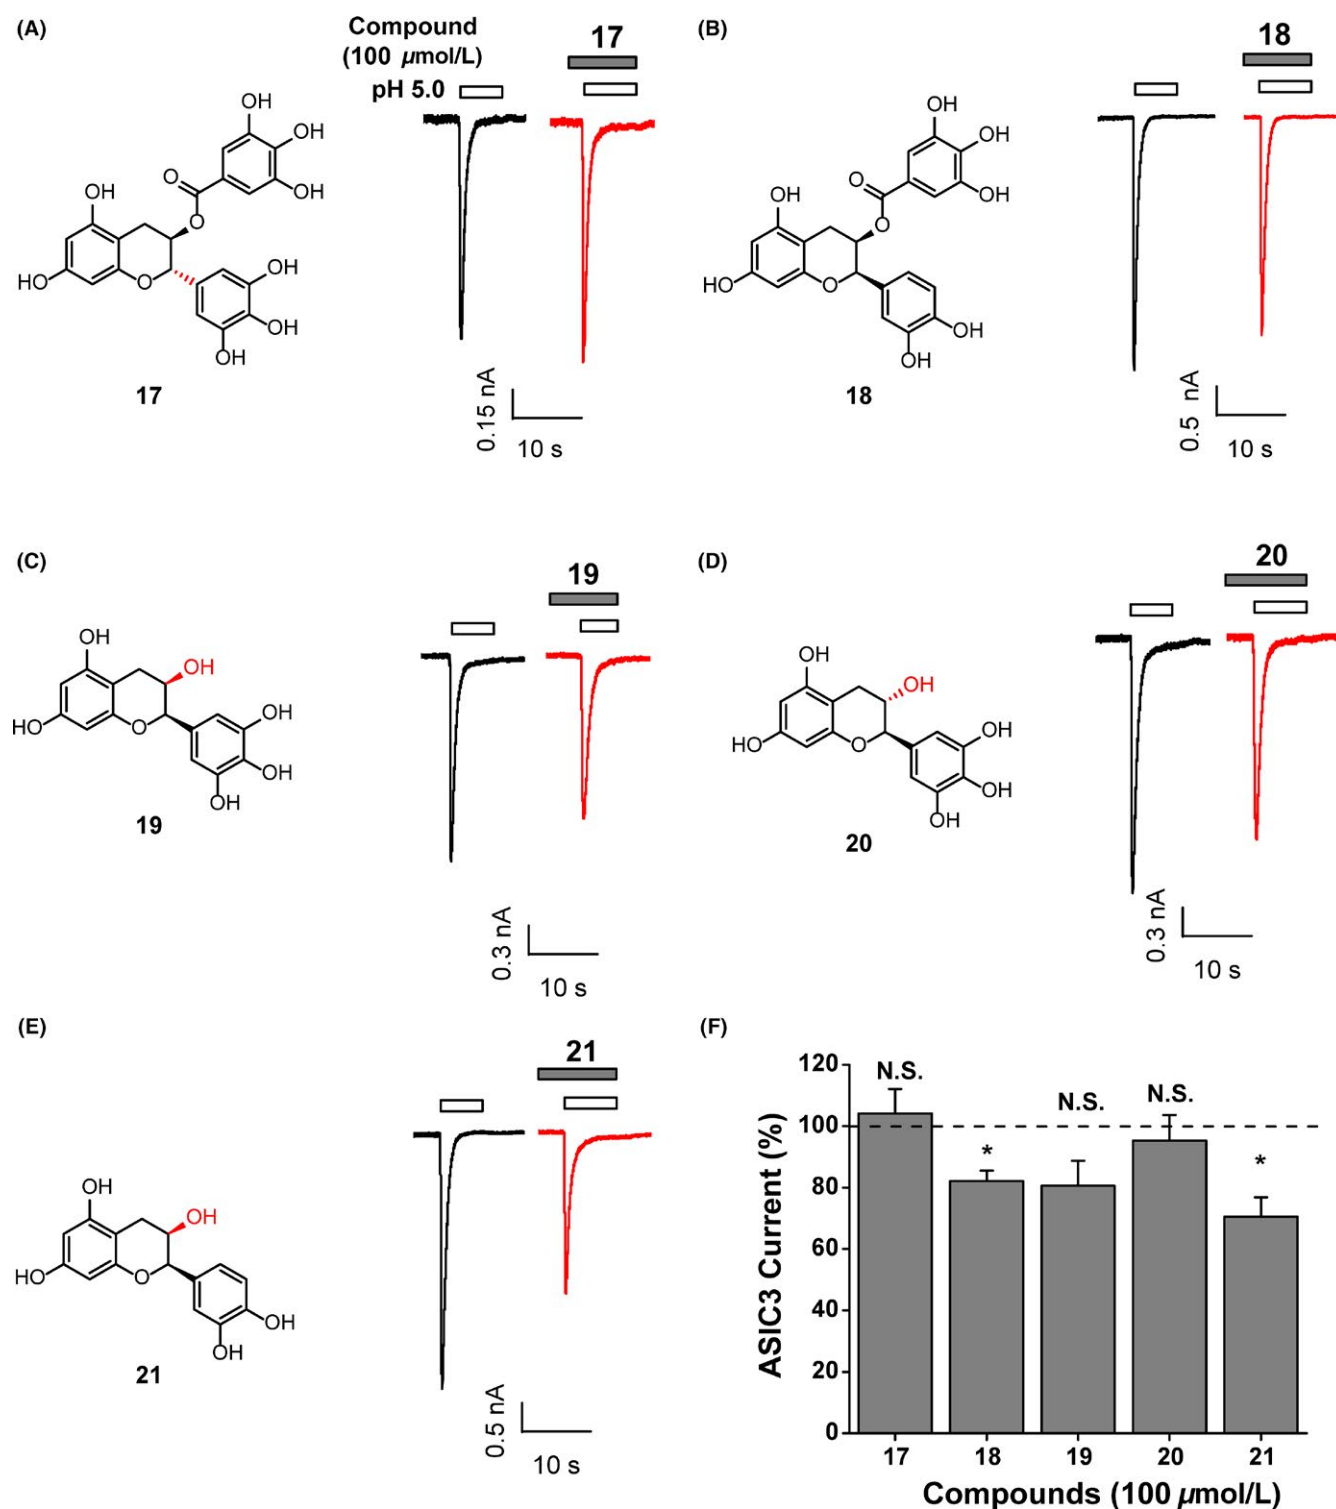 (A)
Compound
(100 µmol/L)
pH 5.0
17
OH
OH
OH
O
O
OH
HO
O
OH
OH
OH
17
0.15 nA
10 s
(B)
18
OH
OH
OH
O
O
OH
HO
O
OH
OH
18
0.5 nA
10 s
(C)
19
OH
OH
HO
O
OH
OH
OH
19
0.3 nA
10 s
(D)
20
OH
OH
HO
O
OH
OH
OH
20
0.3 nA
10 s
(E)
21
OH
OH
HO
O
OH
OH
21
0.5 nA
10 s
(F)
ASIC3 Current (%)
120
100
80
60
40
20
0
N.S.
*
N.S.
N.S.
*
17 18 19 20 21
Compounds (100 µmol/L)